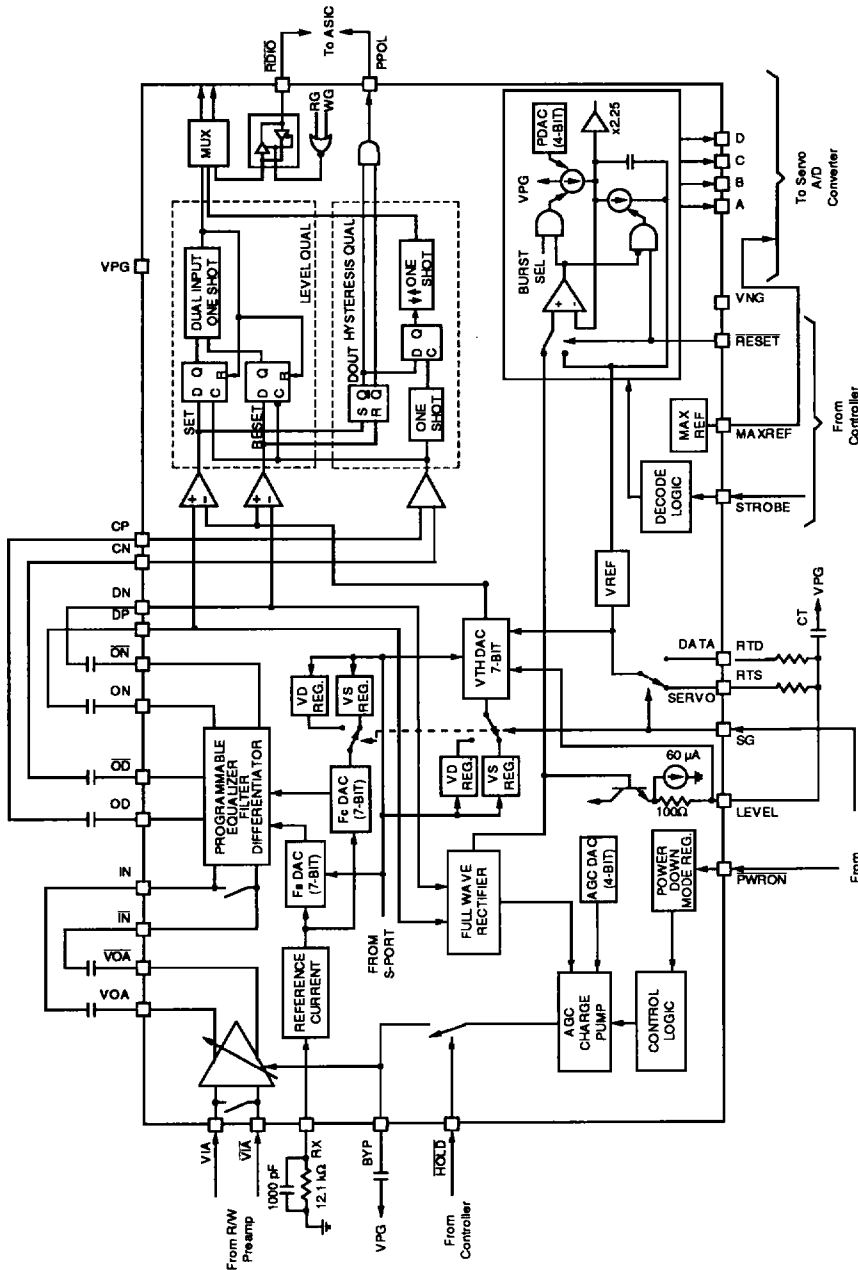 VOA
VOA
IN
IN
OD
OD
ON
ON
DP
DN
CN
CP
VPG
VIA
VIA
From R/W
Preamp
RX
1000 pF
12.1 kΩ
BYP
VPG
HOLD
From
Controller
PROGRAMMABLE
EQUALIZER
FILTER
DIFFERENTIATOR
REFERENCE
CURRENT
FB DAC
(7-BIT)
FC DAC
(7-BIT)
VD
REG.
VS
REG.
FROM
S-PORT
VD
REG.
VS
REG.
VTH DAC
7-BIT
FULL WAVE
RECTIFIER
AGC
CHARGE
PUMP
AGC DAC
(4-BIT)
CONTROL
LOGIC
POWER
DOWN
MODE REG.
PWRON
From
LEVEL
100Ω
60 µA
SG
SERVO
DATA
RTS
RTD
CT
VPG
VREF
SET
RESET
D Q
C
R
D Q
C
R
DUAL INPUT
ONE SHOT
LEVEL QUAL
MUX
RG
WG
RDIO
To ASIC
PPOL
DOUT
HYSTERESIS QUAL
S Q
R Q
ONE
SHOT
D Q
C
ONE
SHOT
+
-
+
-
BURST
SEL
+
-
VPG
PDAC
(4-BIT)
x2.25
DECODE
LOGIC
MAX
REF
STROBE
MAXREF
RESET
VNG
A
B
C
D
From
Controller
To Servo
A/D
Converter